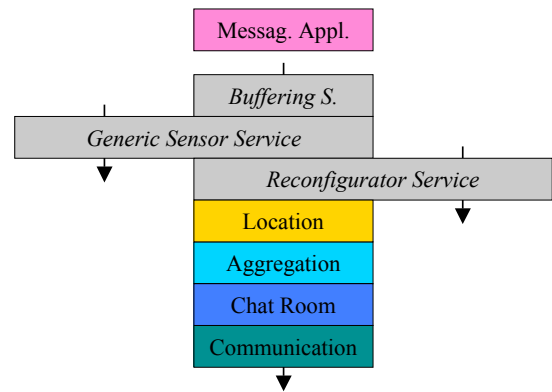 Messag. Appl.
Buffering S.
Generic Sensor Service
Reconfigurator Service
Location
Aggregation
Chat Room
Communication